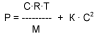 C·R·T
P = --------- + K · C²
M